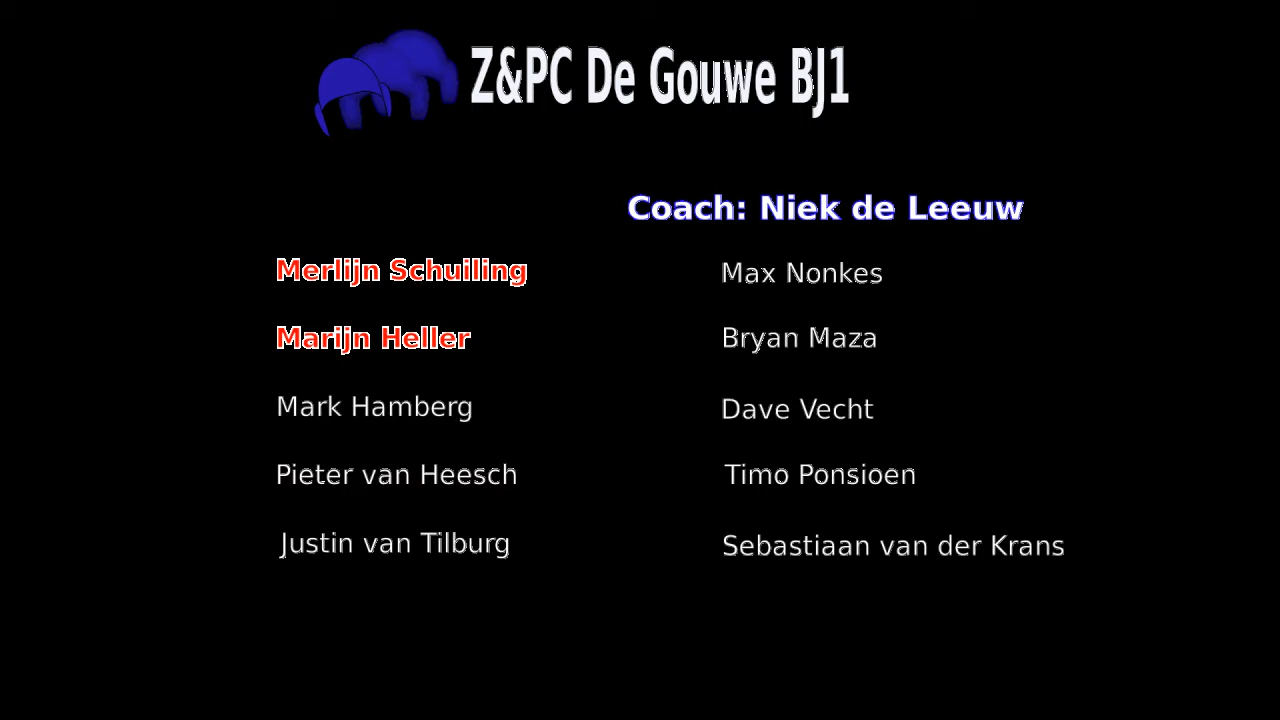 Z&PC De Gouwe BJ1
Coach: Niek de Leeuw
Merlijn Schuiling
Marijn Heller
Mark Hamberg
Pieter van Heesch
Justin van Tilburg
Max Nonkes
Bryan Maza
Dave Vecht
Timo Ponsioen
Sebastiaan van der Krans